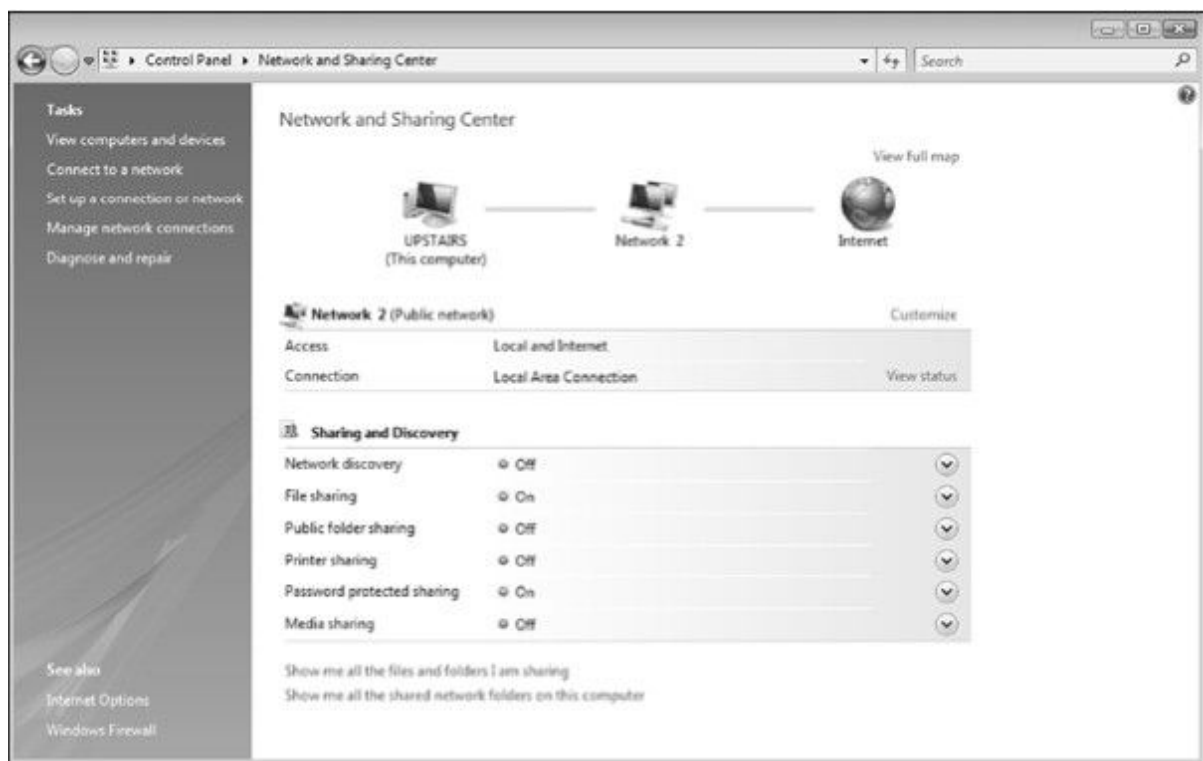 Control Panel ▸ Network and Sharing Center
Search
Tasks
View computers and devices
Connect to a network
Set up a connection or network
Manage network connections
Diagnose and repair
See also
Internet Options
Windows Firewall
Network and Sharing Center
View full map
UPSTAIRS
(This computer)
Network 2
Internet
Network 2 (Public network)
Customize
Access Local and Internet
Connection Local Area Connection View status
Sharing and Discovery
Network discovery Off
File sharing On
Public folder sharing Off
Printer sharing Off
Password protected sharing On
Media sharing Off
Show me all the files and folders I am sharing
Show me all the shared network folders on this computer